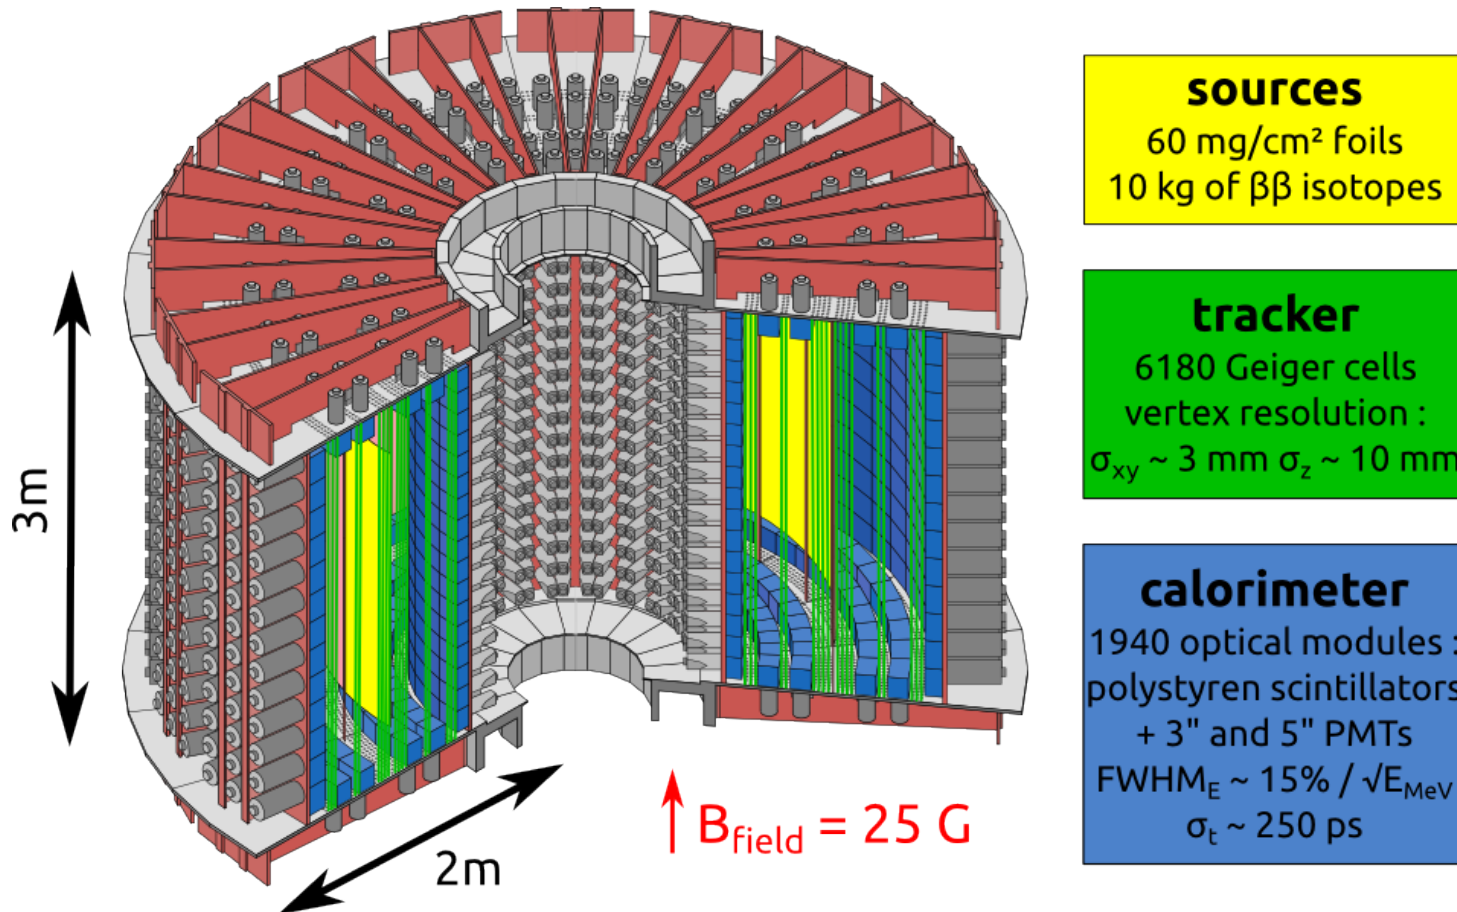 sources
60 mg/cm² foils
10 kg of ββ isotopes
tracker
6180 Geiger cells
vertex resolution :
σxy ~ 3 mm σz ~ 10 mm
calorimeter
1940 optical modules :
polystyren scintillators
+ 3" and 5" PMTs
FWHME ~ 15% / √EMeV
σt ~ 250 ps
3m
2m
Bfield = 25 G